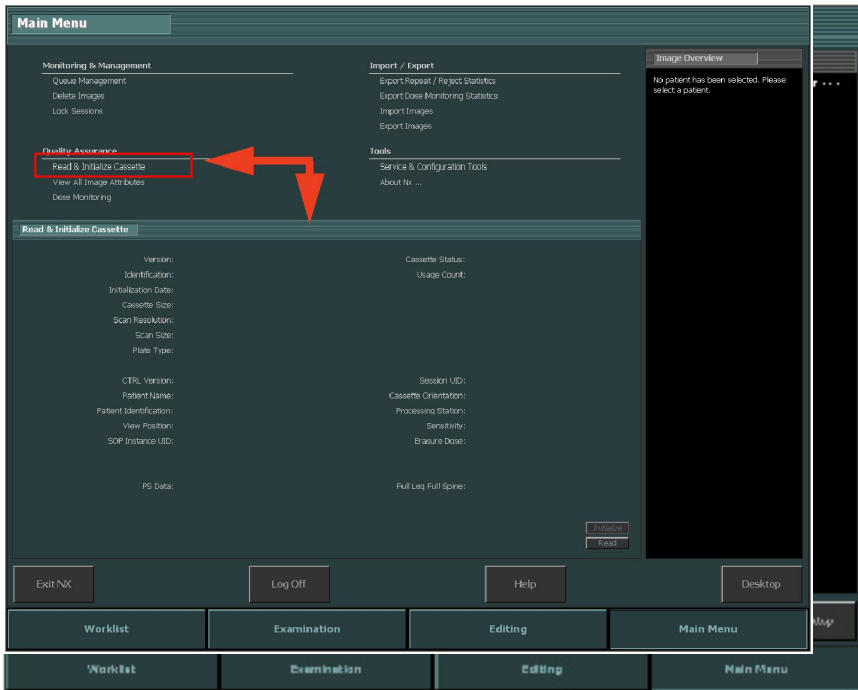 Main Menu
Monitoring & Management
Queue Management
Delete Images
Lock Sessions
Import / Export
Export Repeat / Reject Statistics
Export Dose Monitoring Statistics
Import Images
Export Images
Quality Assurance
Read & Initialize Cassette
View All Image Attributes
Dose Monitoring
Tools
Service & Configuration Tools
About Nx ...
Image Overview
No patient has been selected. Please
select a patient.
r ...
Read & Initialize Cassette
Version:
Identification:
Initialization Date:
Cassette Size:
Scan Resolution:
Scan Size:
Plate Type:
Cassette Status:
Usage Count:
CTRL Version:
Patient Name:
Patient Identification:
View Position:
SOP Instance UID:
Session UID:
Cassette Orientation:
Processing Station:
Sensitivity:
Erasure Dose:
PS Data:
Full Leg Full Spine:
Initialize
Read
Exit NX
Log Off
Help
Desktop
Worklist
Examination
Editing
Main Menu
Worklist
Examination
Editing
Main Menu